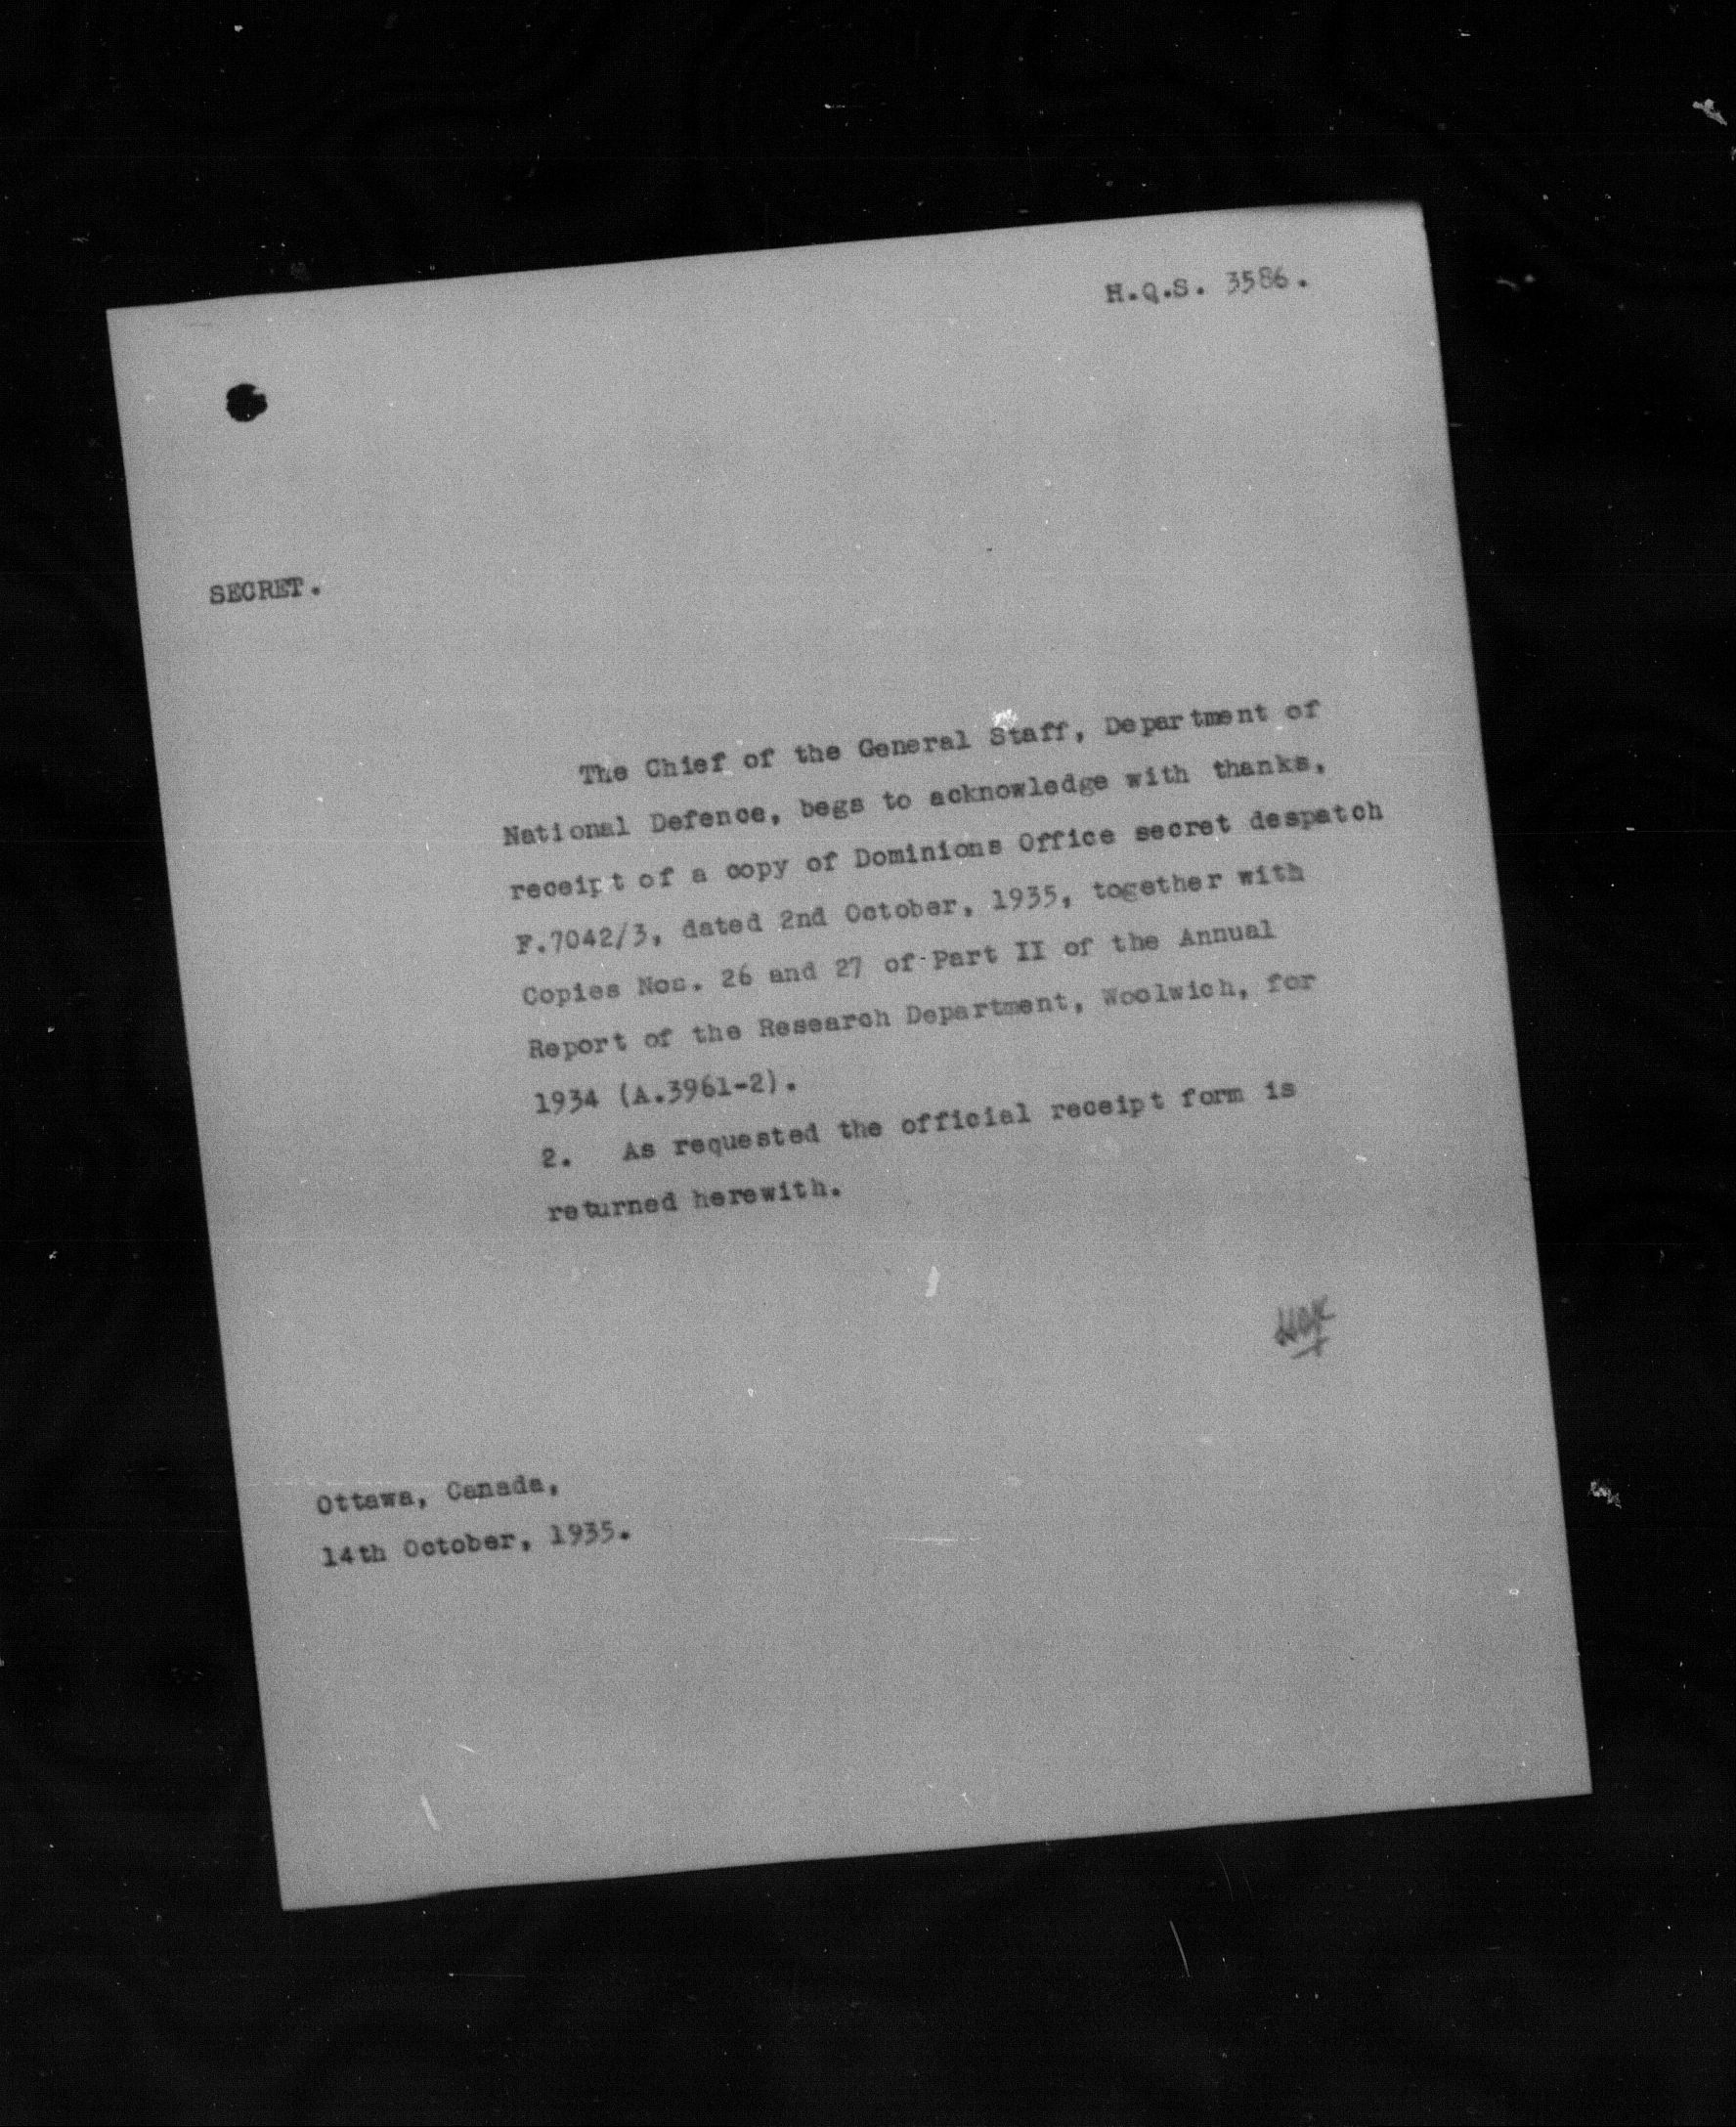 H.Q.S. 3586.
SECRET.
The Chief of the General Staff, Department of
National Defence, begs to acknowledge with thanks,
receipt of a copy of Dominions Office secret despatch
F.7042/3, dated 2nd October, 1935, together with
Copies Nos. 26 and 27 of Part II of the Annual
Report of the Research Department, Woolwich, for
1934 (A.3961-2).
2. As requested the official receipt form is
returned herewith.
Ottawa, Canada,
14th October, 1935.